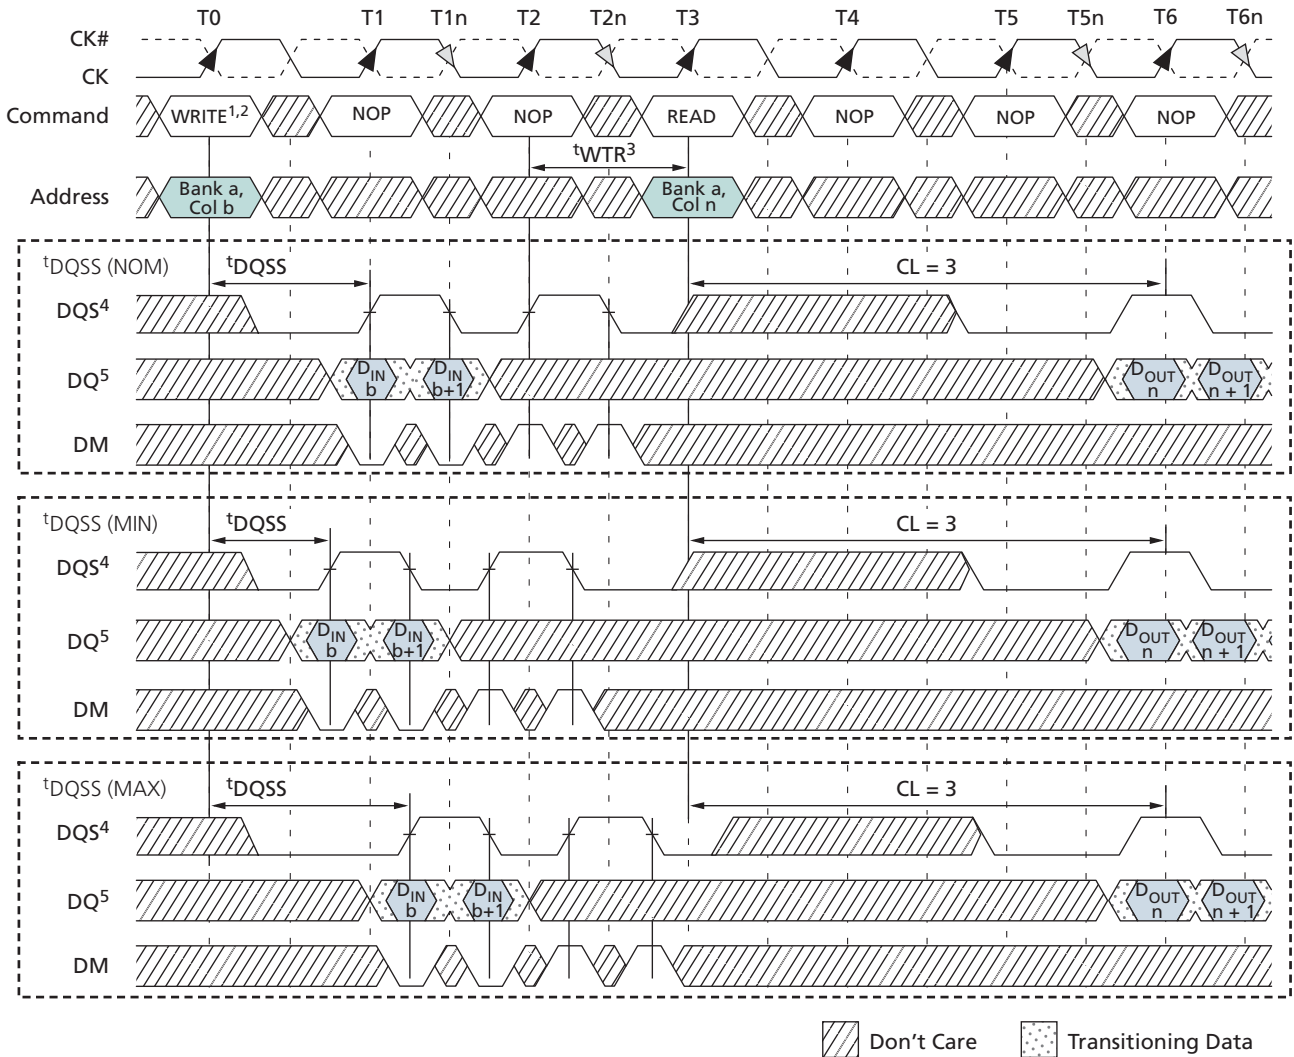 T0 T1 T1n T2 T2n T3 T4 T5 T5n T6 T6n
CK#
CK
Command WRITE1,2 NOP NOP READ NOP NOP NOP
tWTR3
Address Bank a, Col b Bank a, Col n
tDQSS (NOM) tDQSS CL = 3
DQS4
DQ5 DIN b DIN b+1 DOUT n DOUT n + 1
DM
tDQSS (MIN) tDQSS CL = 3
DQS4
DQ5 DIN b DIN b+1 DOUT n DOUT n + 1
DM
tDQSS (MAX) tDQSS CL = 3
DQS4
DQ5 DIN b DIN b+1 DOUT n DOUT n + 1
DM
Don't Care Transitioning Data